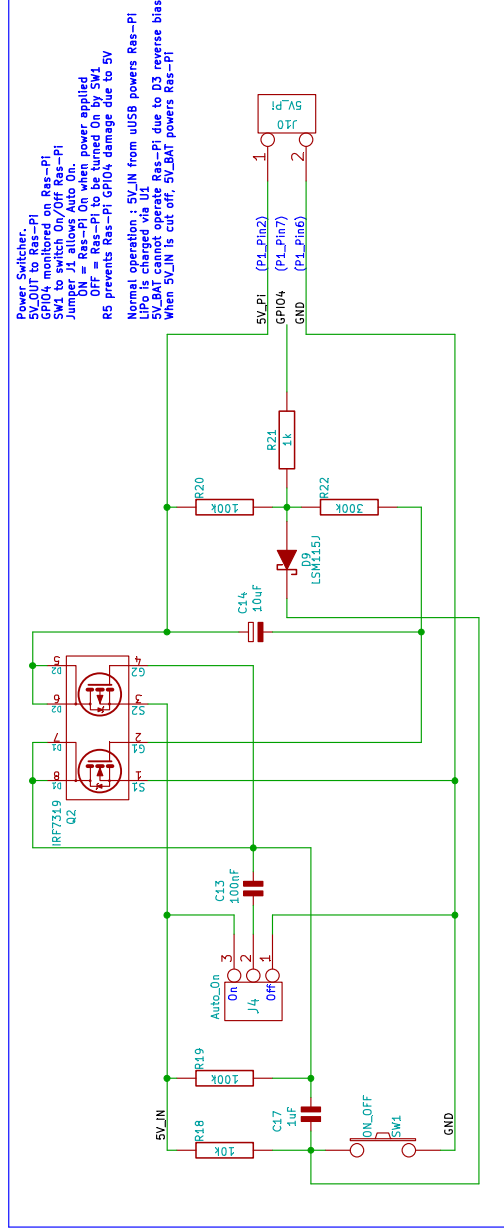 Power Switcher.
5V_OUT to Ras-Pi
GPIO4 monitored on Ras-Pi
SW1 to switch On/Off Ras-Pi
Jumper J1 allows Auto On.
ON = Ras-Pi On when power applied
OFF = Ras-Pi to be turned On by SW1
R5 prevents Ras-Pi GPIO4 damage due to 5V
Normal operation : 5V_IN from uUSB powers Ras-Pi
LiPo is charged via U1
5V_BAT cannot operate Ras-Pi due to D3 reverse bias
When 5V_IN is cut off, 5V_BAT powers Ras-Pi
5V_IN
R18
10k
R19
100k
C17
1uF
ON_OFF
SW1
GND
Auto_On
J4
On
Off
3
2
1
C13
100nF
IRF7319
Q2
D1
8
D1
7
D2
6
D2
5
S1
1
G1
2
S2
3
G2
4
C14
10uF
R20
100k
D9
LSM115J
R22
300k
R21
1k
5V_Pi
(P1_Pin2)
GPIO4
(P1_Pin7)
GND
(P1_Pin6)
1
2
J10
5V_Pi